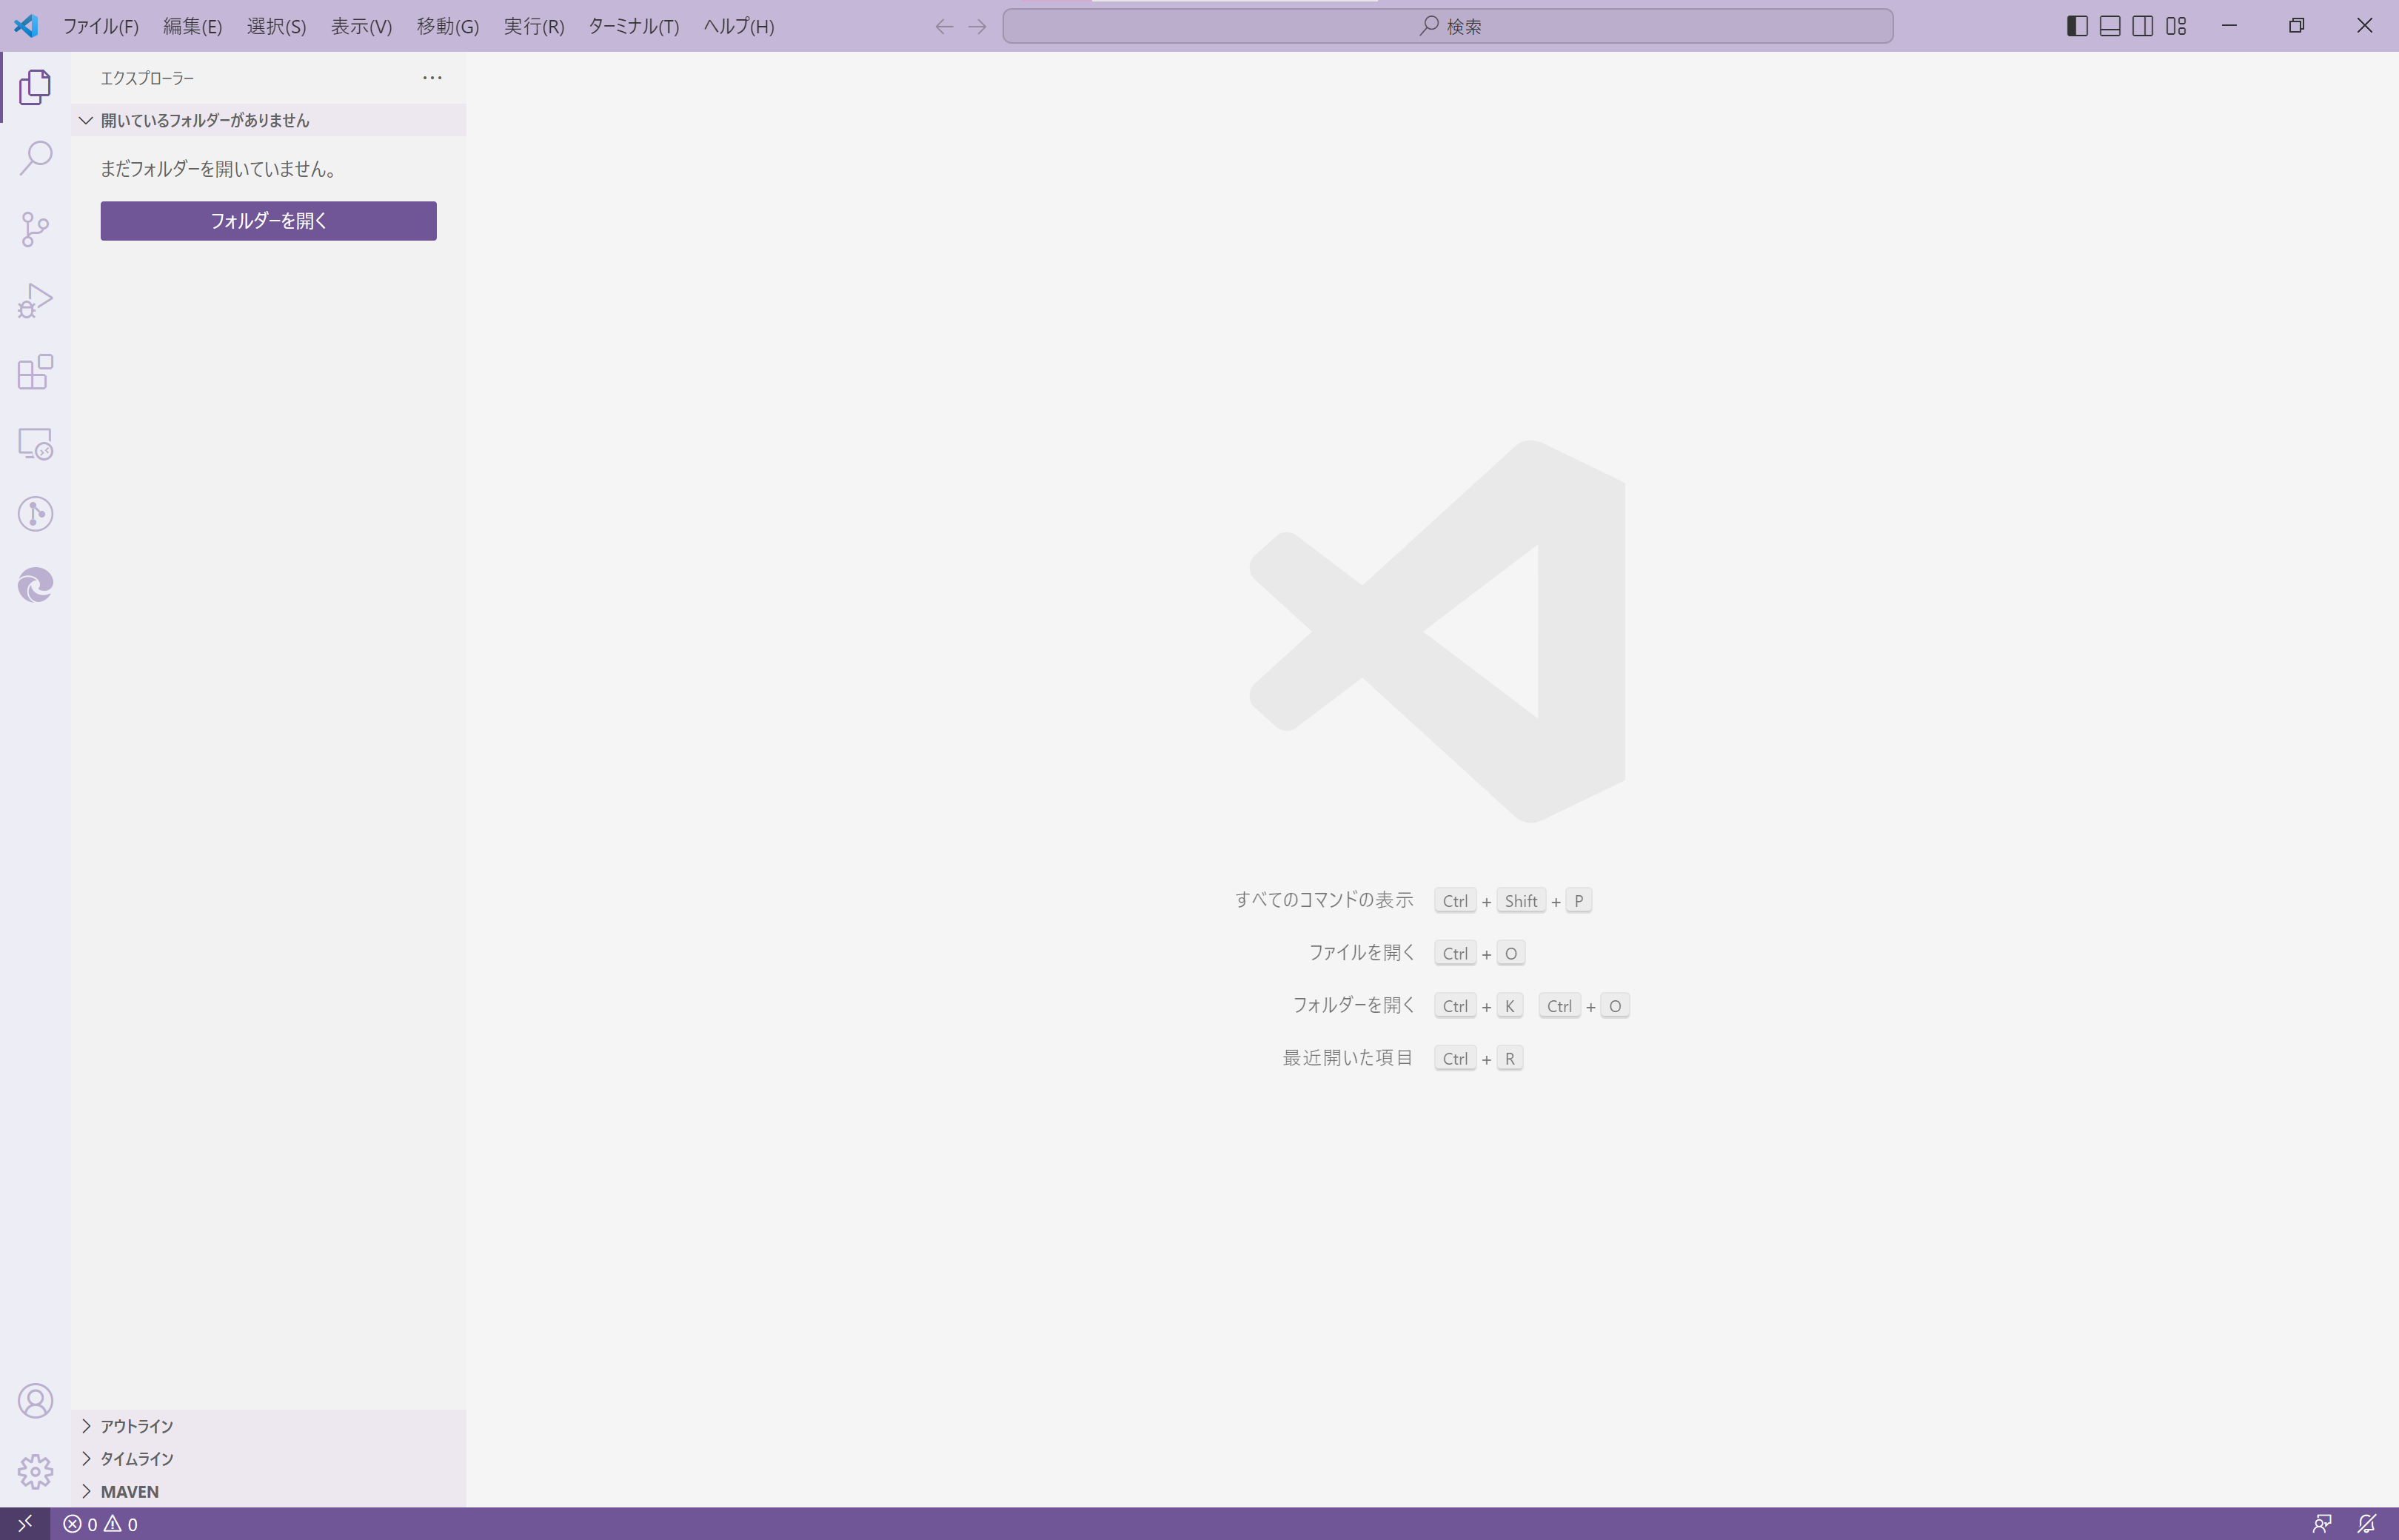 ファイル(F) 編集(E) 選択(S) 表示(V) 移動(G) 実行(R) ターミナル(T) ヘルプ(H) 検索
エクスプローラー
開いているフォルダーがありません
まだフォルダーを開いていません。
フォルダーを開く
すべてのコマンドの表示 Ctrl + Shift + P
ファイルを開く Ctrl + O
フォルダーを開く Ctrl + K Ctrl + O
最近開いた項目 Ctrl + R
アウトライン
タイムライン
MAVEN
0 0